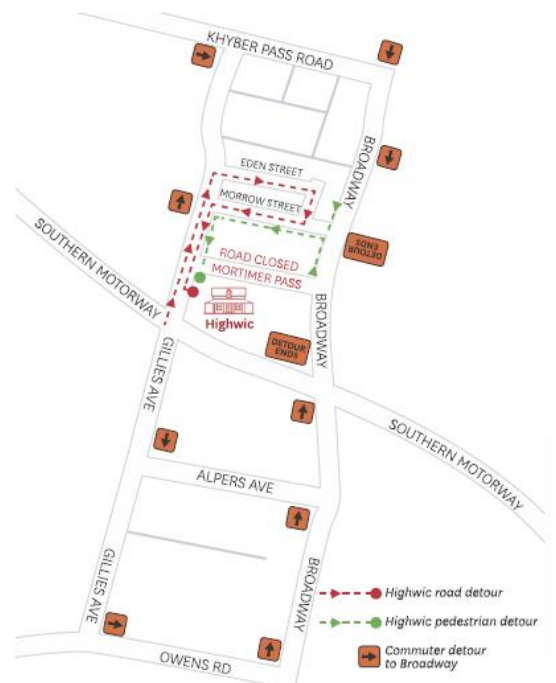 KHYBER PASS ROAD
BROADWAY
EDEN STREET
MORROW STREET
DETOUR
ENDS
SOUTHERN MOTORWAY
ROAD CLOSED
MORTIMER PASS
Highwic
BROADWAY
DETOUR
ENDS
GILLIES AVE
SOUTHERN MOTORWAY
ALPERS AVE
GILLIES AVE
BROADWAY
OWENS RD
Highwic road detour
Highwic pedestrian detour
Commuter detour
to Broadway